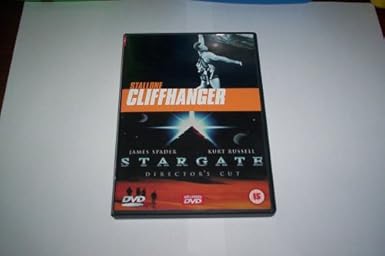 STALLONE
CLIFFHANGER
JAMES SPADER KURT RUSSELL
STARGATE
DIRECTOR'S CUT
DVD
DVD
15